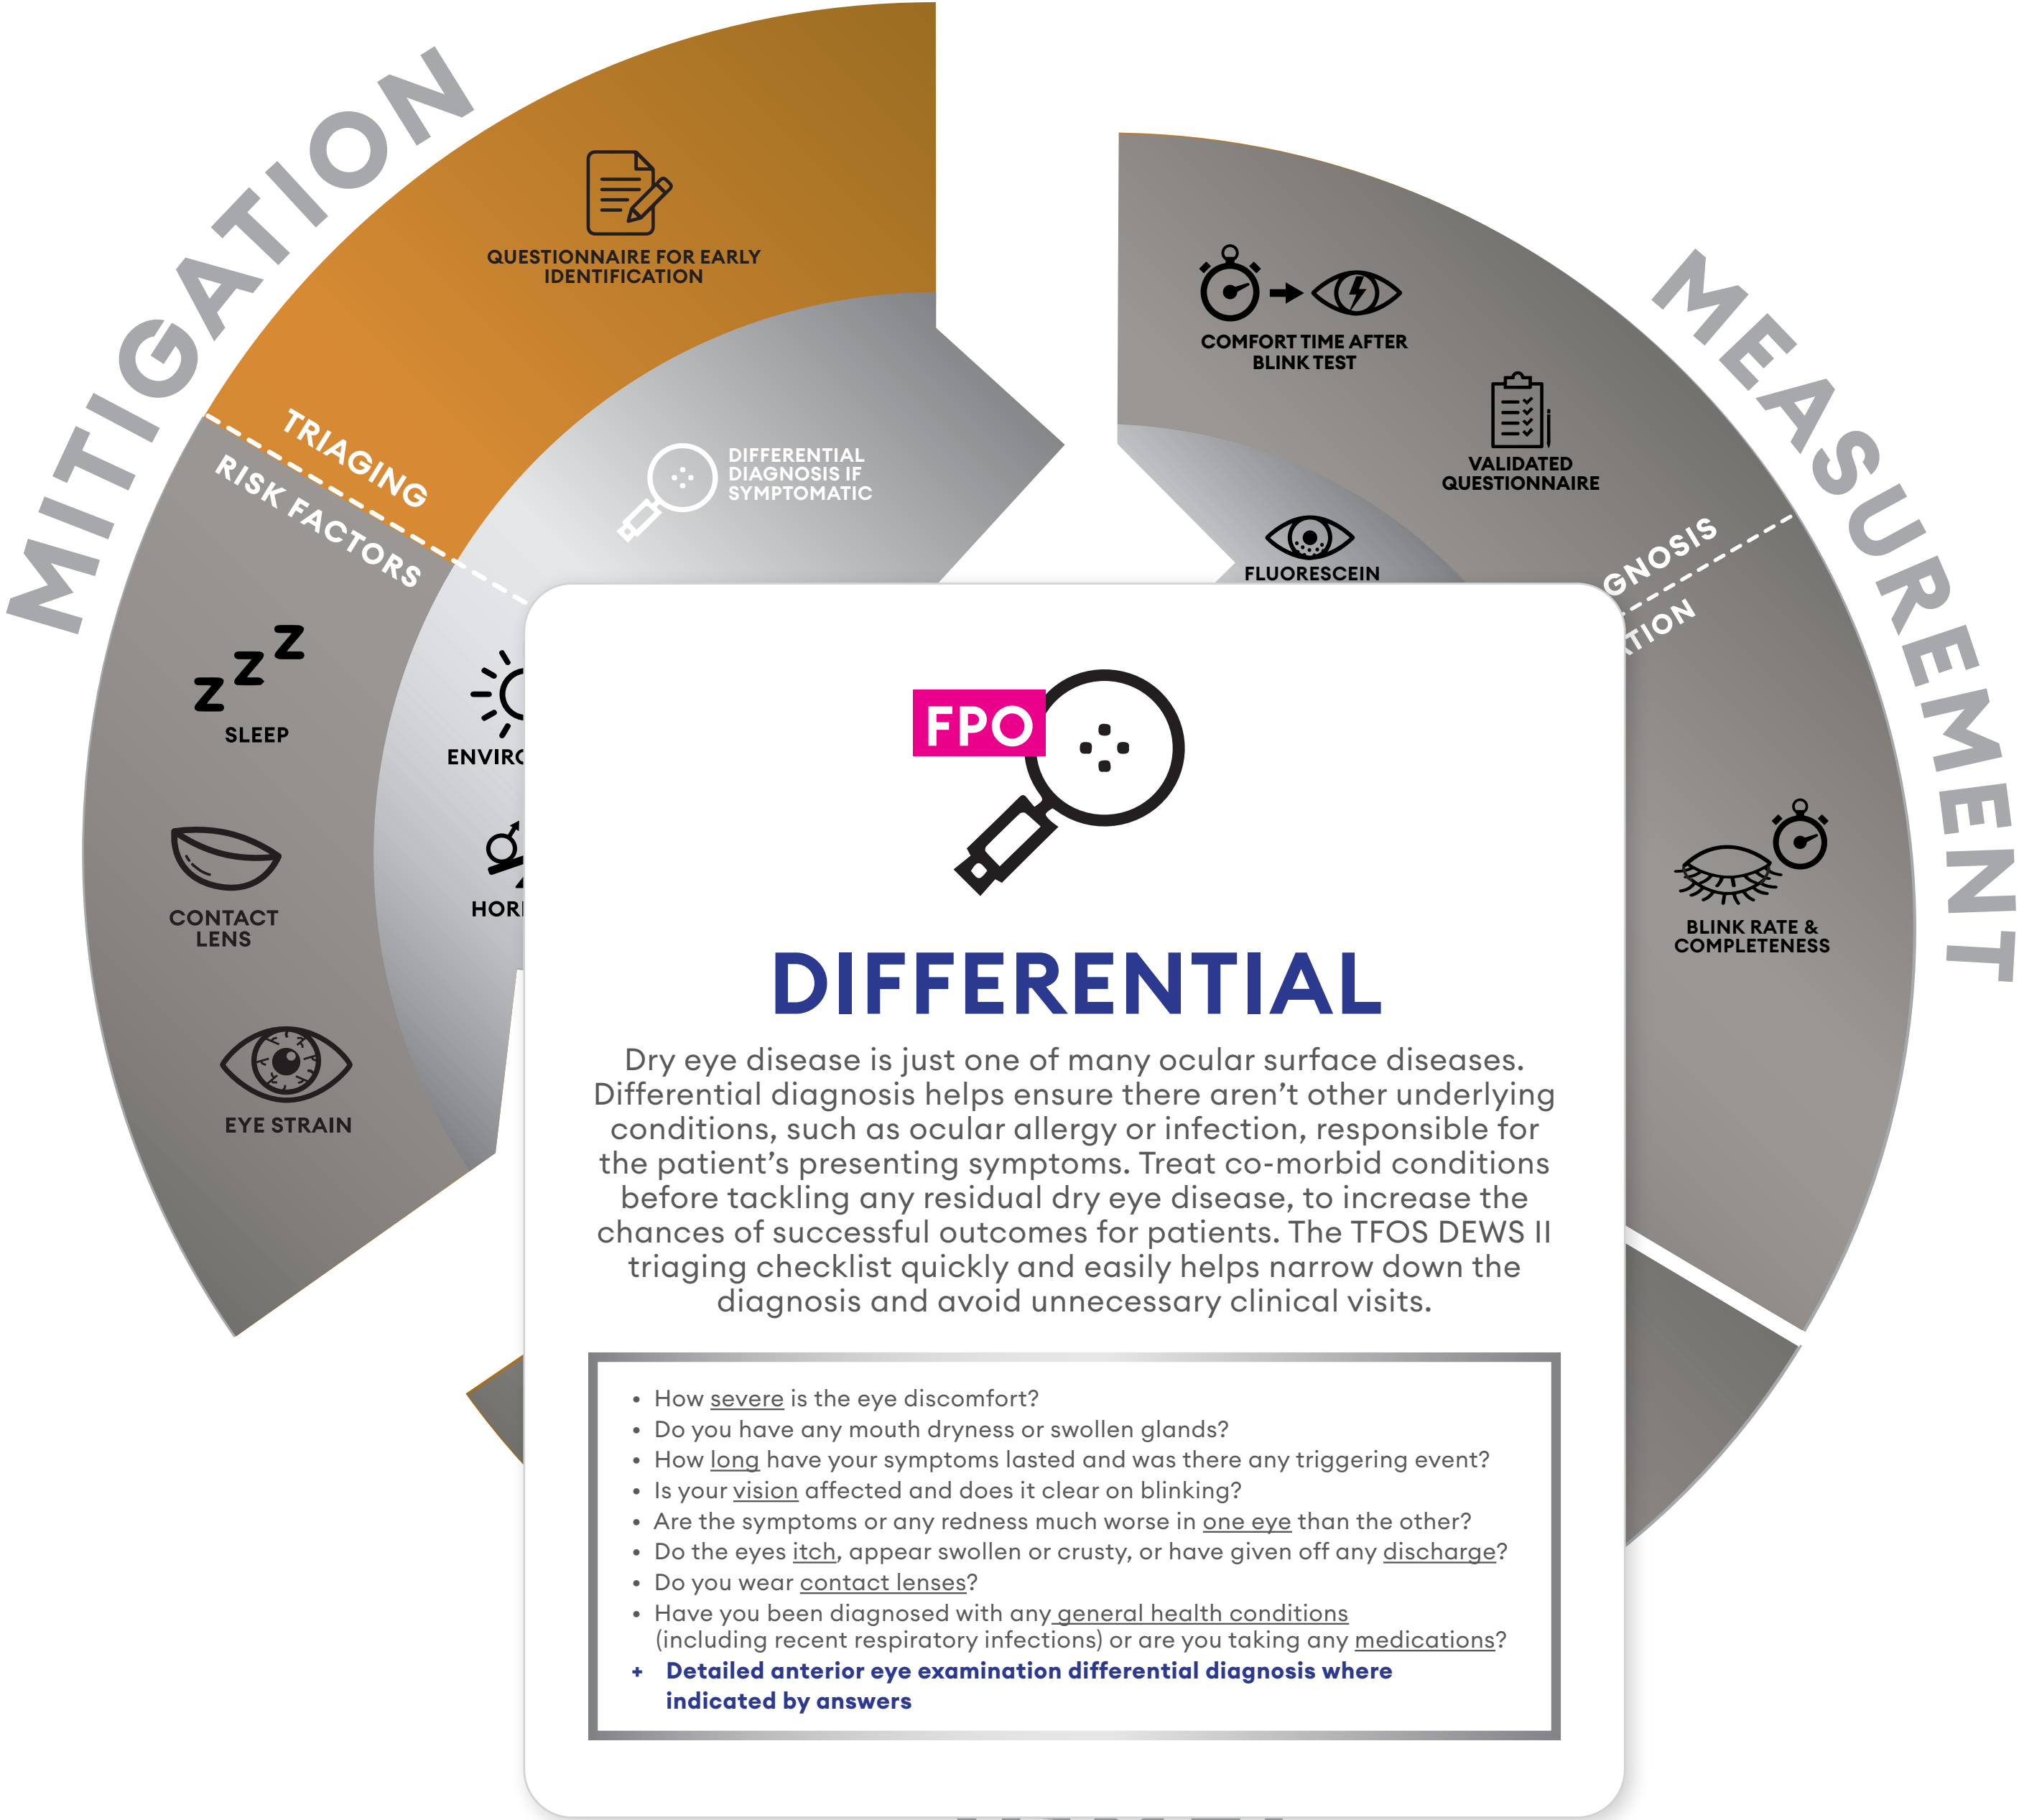 MITIGATION
QUESTIONNAIRE FOR EARLY
IDENTIFICATION
TRIAGING
RISK FACTORS
DIFFERENTIAL
DIAGNOSIS IF
SYMPTOMATIC
z z z
SLEEP
CONTACT
LENS
EYE STRAIN
MEASUREMENT
COMFORT TIME AFTER
BLINK TEST
VALIDATED
QUESTIONNAIRE
FLUORESCEIN
BLINK RATE &
COMPLETENESS
FPO
DIFFERENTIAL
Dry eye disease is just one of many ocular surface diseases.
Differential diagnosis helps ensure there aren’t other underlying
conditions, such as ocular allergy or infection, responsible for
the patient’s presenting symptoms. Treat co-morbid conditions
before tackling any residual dry eye disease, to increase the
chances of successful outcomes for patients. The TFOS DEWS II
triaging checklist quickly and easily helps narrow down the
diagnosis and avoid unnecessary clinical visits.
• How severe is the eye discomfort?
• Do you have any mouth dryness or swollen glands?
• How long have your symptoms lasted and was there any triggering event?
• Is your vision affected and does it clear on blinking?
• Are the symptoms or any redness much worse in one eye than the other?
• Do the eyes itch, appear swollen or crusty, or have given off any discharge?
• Do you wear contact lenses?
• Have you been diagnosed with any general health conditions
(including recent respiratory infections) or are you taking any medications?
+ Detailed anterior eye examination differential diagnosis where
indicated by answers